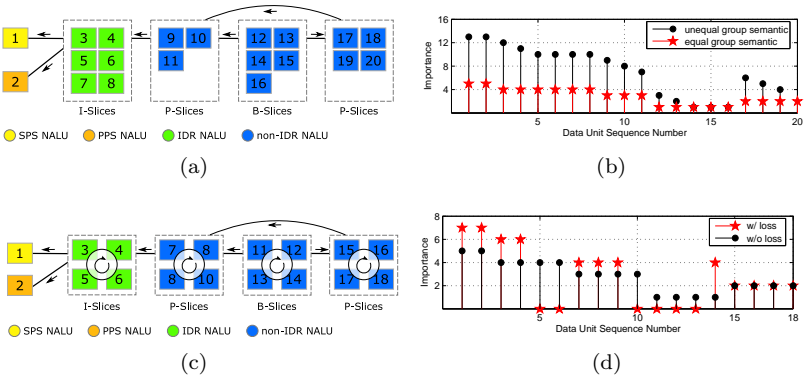 1
2
3 4
5 6
7 8
9 10
11
12 13
14 15
16
17 18
19 20
I-Slices
P-Slices
B-Slices
P-Slices
SPS NALU
PPS NALU
IDR NALU
non-IDR NALU
(a)
16
12
8
4
Importance
unequal group semantic
equal group semantic
5 10 15 20
Data Unit Sequence Number
(b)
1
2
3 4
5 6
7 8
8 10
11 12
13 14
15 16
17 18
I-Slices
P-Slices
B-Slices
P-Slices
SPS NALU
PPS NALU
IDR NALU
non-IDR NALU
(c)
8
6
4
2
Importance
w/ loss
w/o loss
5 10 15 18
Data Unit Sequence Number
(d)